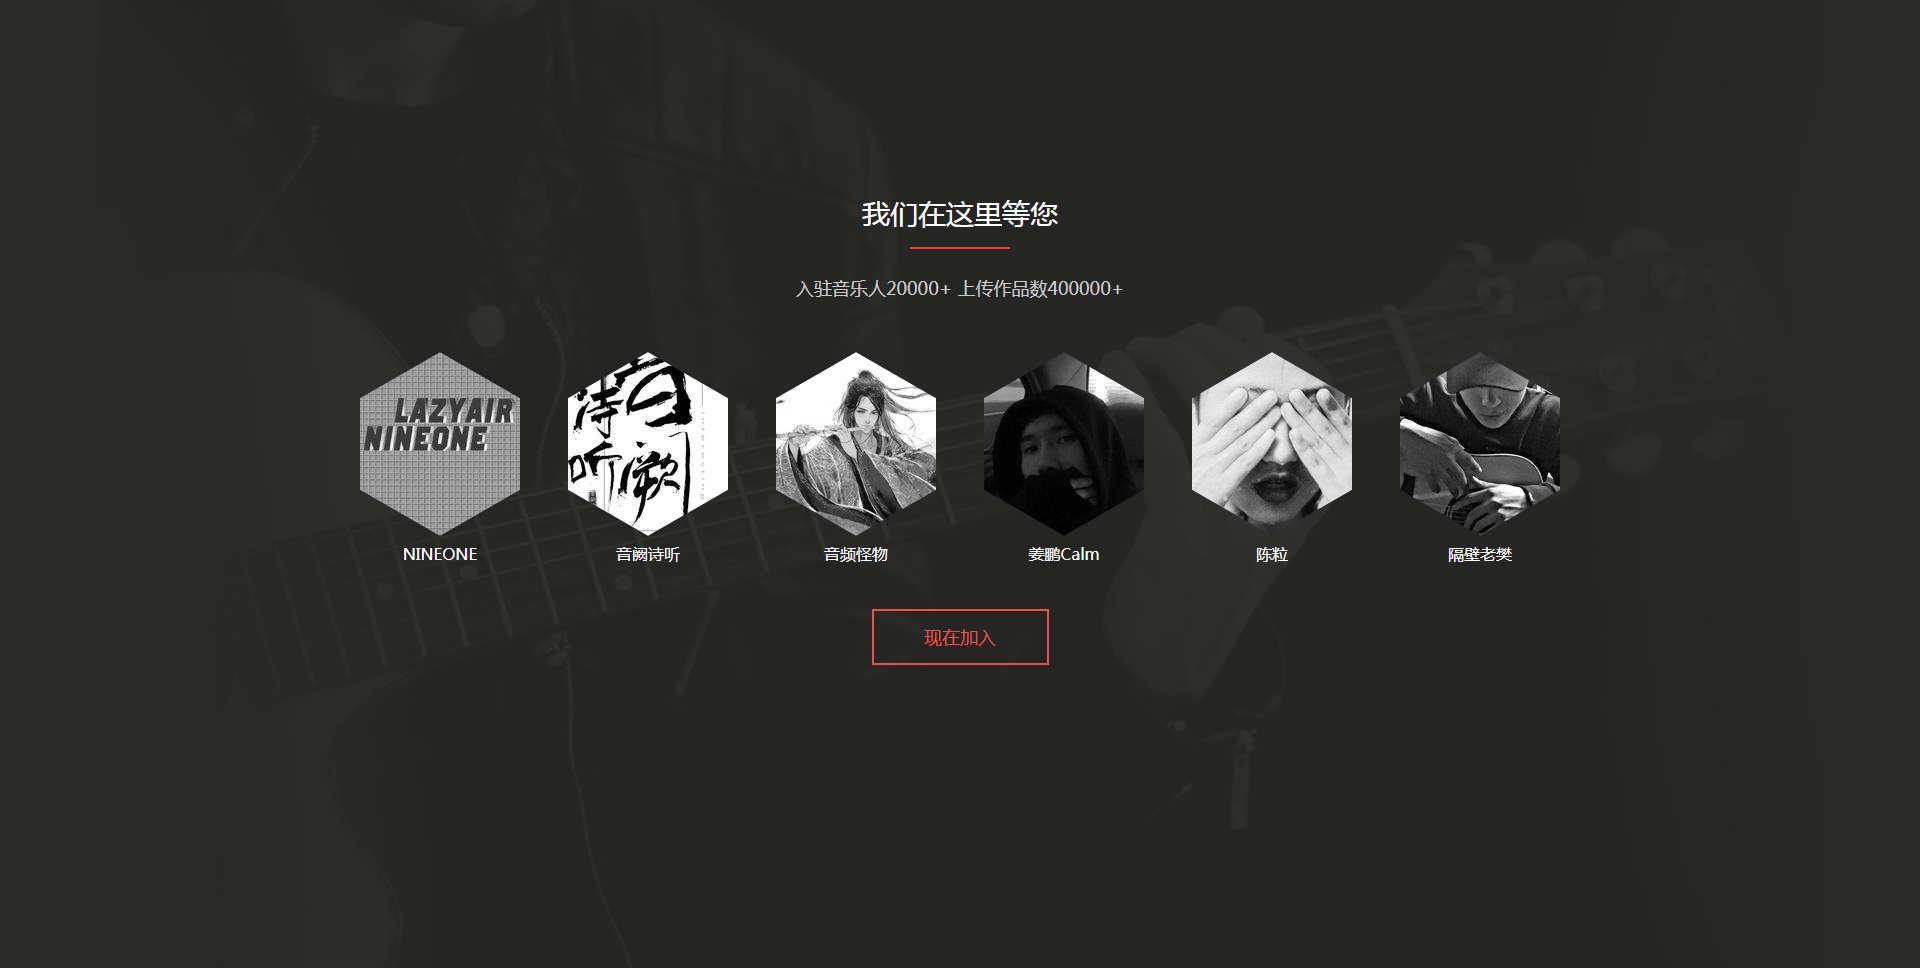 我们在这里等您
入驻音乐人20000+ 上传作品数400000+
LAZYAIR
NINEONE
音
诗
听阙
Interesting
NINEONE
音阙诗听
音频怪物
姜鹏Calm
陈粒
隔壁老樊
现在加入